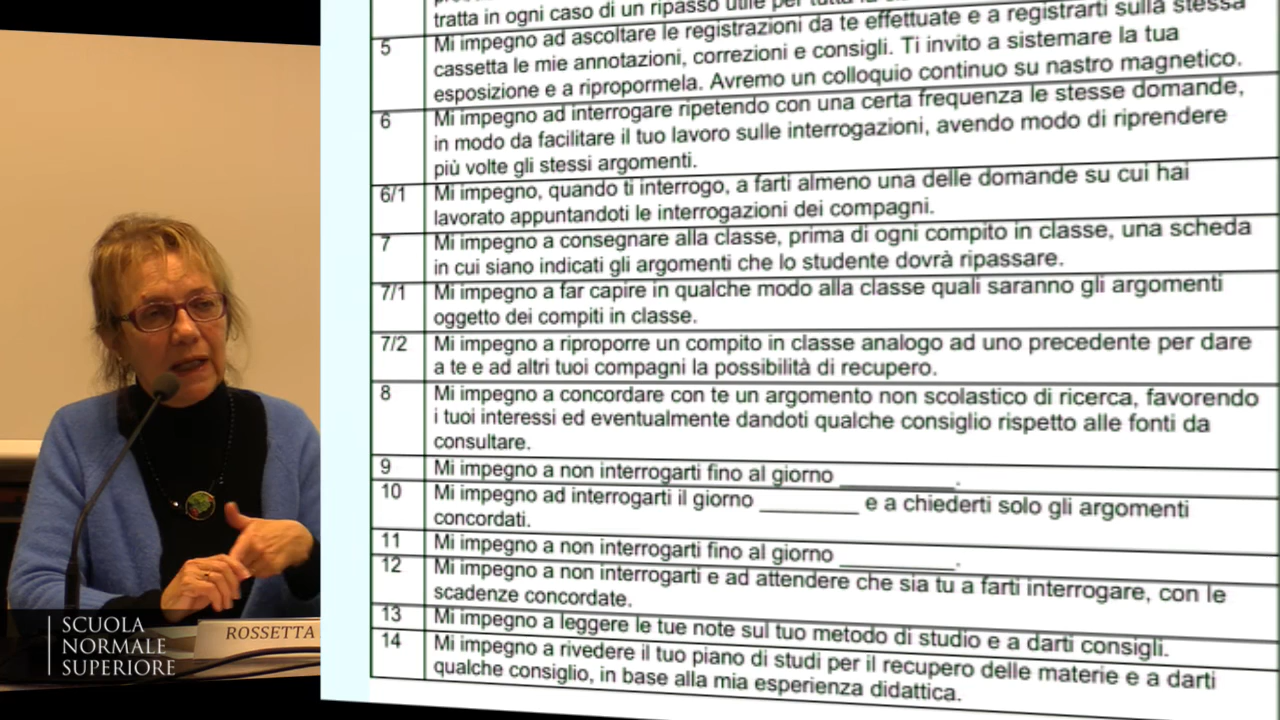 tratta in ogni caso di un ripasso utile per
5
Mi impegno ad ascoltare le registrazioni da te effettuate e a registrarti sulla stessa
cassetta le mie annotazioni, correzioni e consigli. Ti invito a sistemare la tua
esposizione e a ripropormela. Avremo un colloquio continuo su nastro magnetico.
6
Mi impegno ad interrogare ripetendo con una certa frequenza le stesse domande,
in modo da facilitare il tuo lavoro sulle interrogazioni, avendo modo di riprendere
più volte gli stessi argomenti.
6/1
Mi impegno, quando ti interrogo, a farti almeno una delle domande su cui hai
lavorato appuntandoti le interrogazioni dei compagni.
7
Mi impegno a consegnare alla classe, prima di ogni compito in classe, una scheda
in cui siano indicati gli argomenti che lo studente dovrà ripassare.
7/1
Mi impegno a far capire in qualche modo alla classe quali saranno gli argomenti
oggetto dei compiti in classe.
7/2
Mi impegno a riproporre un compito in classe analogo ad uno precedente per dare
a te e ad altri tuoi compagni la possibilità di recupero.
8
Mi impegno a concordare con te un argomento non scolastico di ricerca, favorendo
i tuoi interessi ed eventualmente dandoti qualche consiglio rispetto alle fonti da
consultare.
9
Mi impegno a non interrogarti fino al giorno __________.
10
Mi impegno ad interrogarti il giorno _________ e a chiederti solo gli argomenti
concordati.
11
Mi impegno a non interrogarti fino al giorno __________.
12
Mi impegno a non interrogarti e ad attendere che sia tu a farti interrogare, con le
scadenze concordate.
13
Mi impegno a leggere le tue note sul tuo metodo di studio e a darti consigli.
14
Mi impegno a rivedere il tuo piano di studi per il recupero delle materie e a darti
qualche consiglio, in base alla mia esperienza didattica.
ROSSETTA
SCUOLA
NORMALE
SUPERIORE